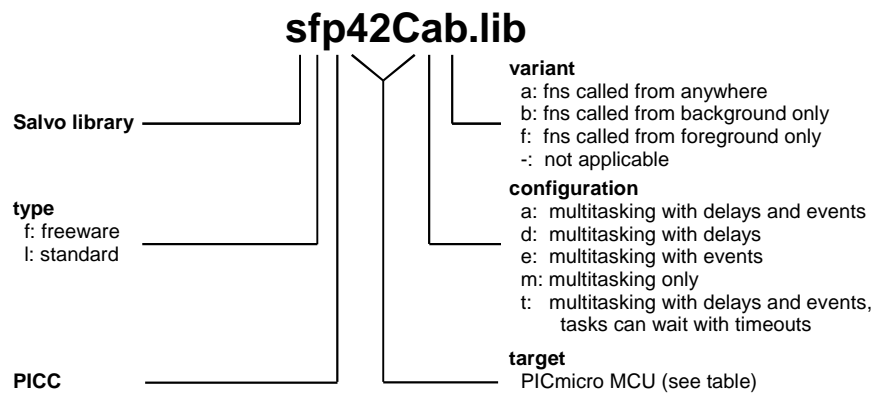 sfp42Cab.lib
Salvo library
type
f: freeware
l: standard
PICC
variant
a: fns called from anywhere
b: fns called from background only
f: fns called from foreground only
-: not applicable
configuration
a: multitasking with delays and events
d: multitasking with delays
e: multitasking with events
m: multitasking only
t: multitasking with delays and events,
tasks can wait with timeouts
target
PICmicro MCU (see table)